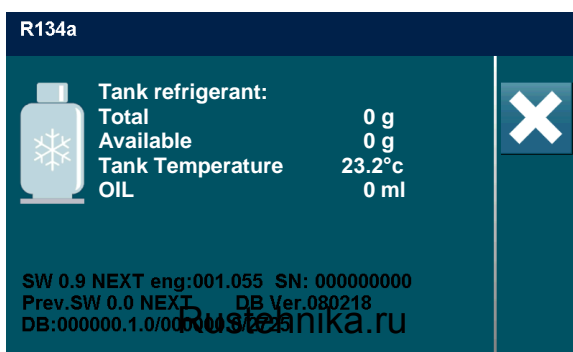 R134a
Tank refrigerant:
Total 0 g
Available 0 g
Tank Temperature 23.2°c
OIL 0 ml
SW 0.9 NEXT eng:001.055 SN: 000000000
Prev.SW 0.0 NEXT DB Ver.080218
Rustehnika.ru